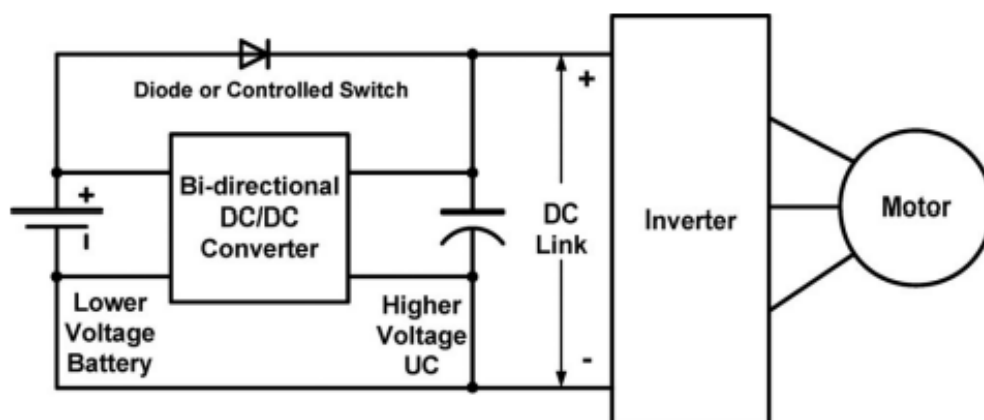 Diode or Controlled Switch
+
Bi-directional
DC/DC
Converter
+
-
Lower
Voltage
Battery
Higher
Voltage
UC
+
DC
Link
-
Inverter
Motor